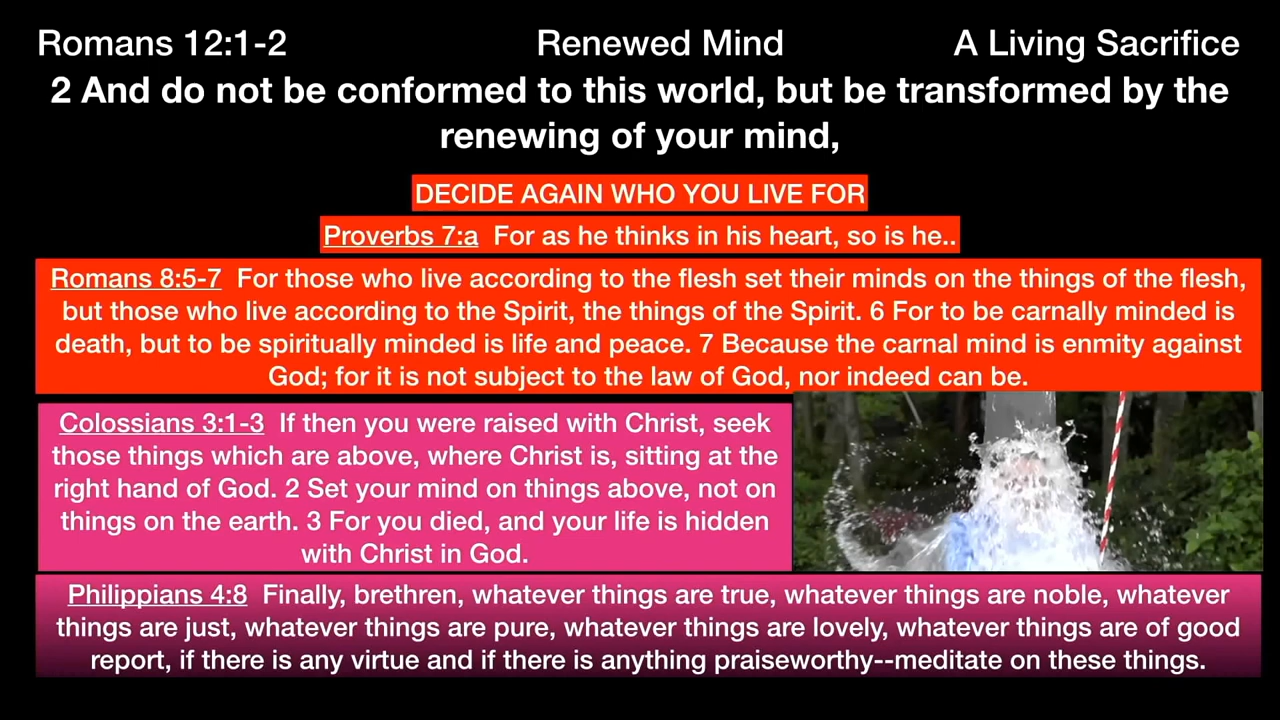 Romans 12:1-2 Renewed Mind A Living Sacrifice
2 And do not be conformed to this world, but be transformed by the
renewing of your mind,
DECIDE AGAIN WHO YOU LIVE FOR
Proverbs 7:a For as he thinks in his heart, so is he..
Romans 8:5-7 For those who live according to the flesh set their minds on the things of the flesh,
but those who live according to the Spirit, the things of the Spirit. 6 For to be carnally minded is
death, but to be spiritually minded is life and peace. 7 Because the carnal mind is enmity against
God; for it is not subject to the law of God, nor indeed can be.
Colossians 3:1-3 If then you were raised with Christ, seek
those things which are above, where Christ is, sitting at the
right hand of God. 2 Set your mind on things above, not on
things on the earth. 3 For you died, and your life is hidden
with Christ in God.
Philippians 4:8 Finally, brethren, whatever things are true, whatever things are noble, whatever
things are just, whatever things are pure, whatever things are lovely, whatever things are of good
report, if there is any virtue and if there is anything praiseworthy--meditate on these things.